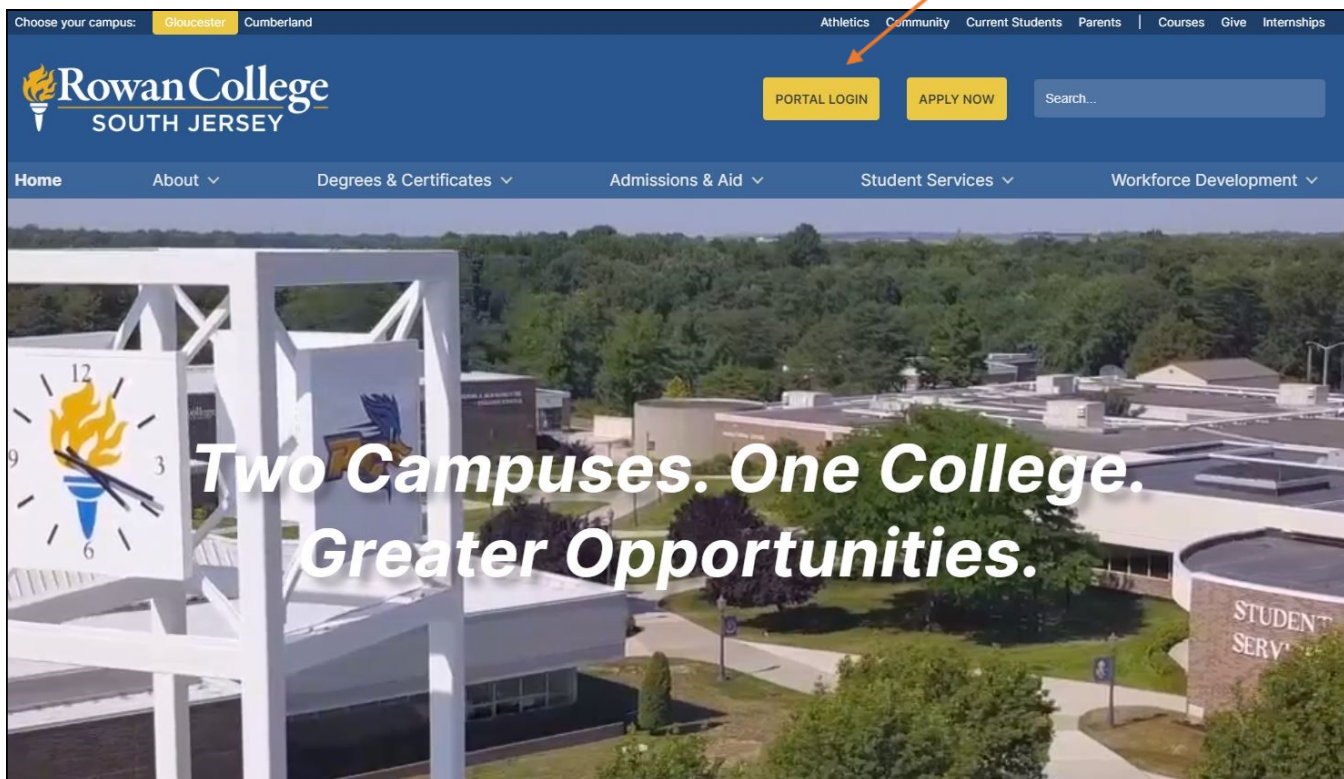 Choose your campus: Gloucester Cumberland
Athletics Community Current Students Parents | Courses Give Internships
Rowan College
SOUTH JERSEY
PORTAL LOGIN
APPLY NOW
Search...
Home About Degrees & Certificates Admissions & Aid Student Services Workforce Development
12
9
3
6
Two Campuses. One College.
Greater Opportunities.
STUDENT